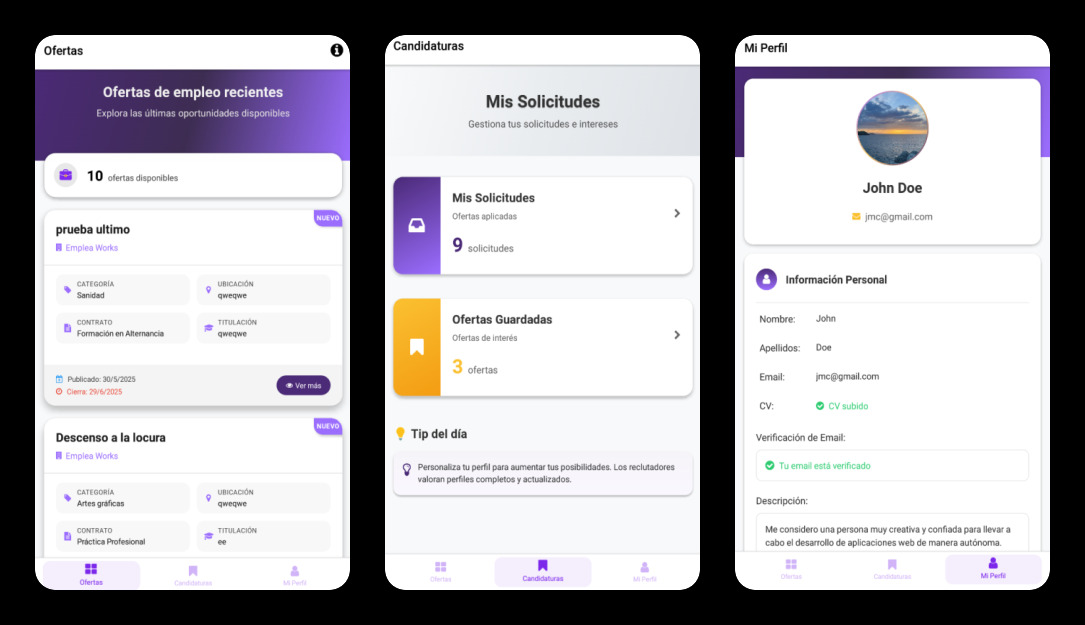 Ofertas
Ofertas de empleo recientes
Explora las últimas oportunidades disponibles
10 ofertas disponibles
NUEVO
prueba ultimo
Emplea Works
CATEGORÍA
Sanidad
UBICACIÓN
qweqwe
CONTRATO
Formación en Alternancia
TITULACIÓN
qweqwe
Publicado: 30/5/2025
Cierra: 29/6/2025
Ver más
NUEVO
Descenso a la locura
Emplea Works
CATEGORÍA
Artes gráficas
UBICACIÓN
qweqwe
CONTRATO
Práctica Profesional
TITULACIÓN
ee
Ofertas
Candidaturas
Mi Perfil
Candidaturas
Mis Solicitudes
Gestiona tus solicitudes e intereses
Mis Solicitudes
Ofertas aplicadas
9 solicitudes
Ofertas Guardadas
Ofertas de interés
3 ofertas
Tip del día
Personaliza tu perfil para aumentar tus posibilidades. Los reclutadores
valoran perfiles completos y actualizados.
Ofertas
Candidaturas
Mi Perfil
Mi Perfil
John Doe
jmc@gmail.com
Información Personal
Nombre: John
Apellidos: Doe
Email: jmc@gmail.com
CV: CV subido
Verificación de Email:
Tu email está verificado
Descripción:
Me considero una persona muy creativa y confiada para llevar a
cabo el desarrollo de aplicaciones web de manera autónoma.
Ofertas
Candidaturas
Mi Perfil